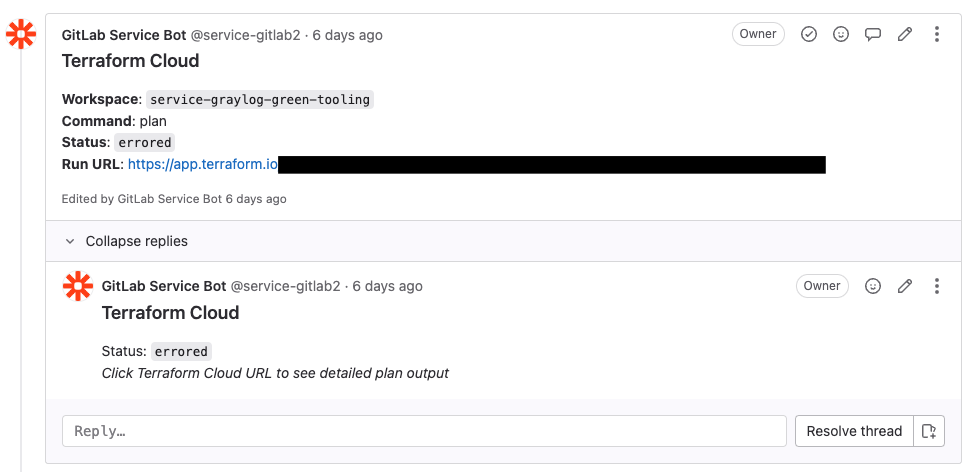 GitLab Service Bot @service-gitlab2 · 6 days ago Owner
Terraform Cloud
Workspace: service-graylog-green-tooling
Command: plan
Status: errored
Run URL: https://app.terraform.io
Edited by GitLab Service Bot 6 days ago
Collapse replies
GitLab Service Bot @service-gitlab2 · 6 days ago Owner
Terraform Cloud
Status: errored
Click Terraform Cloud URL to see detailed plan output
Reply…
Resolve thread